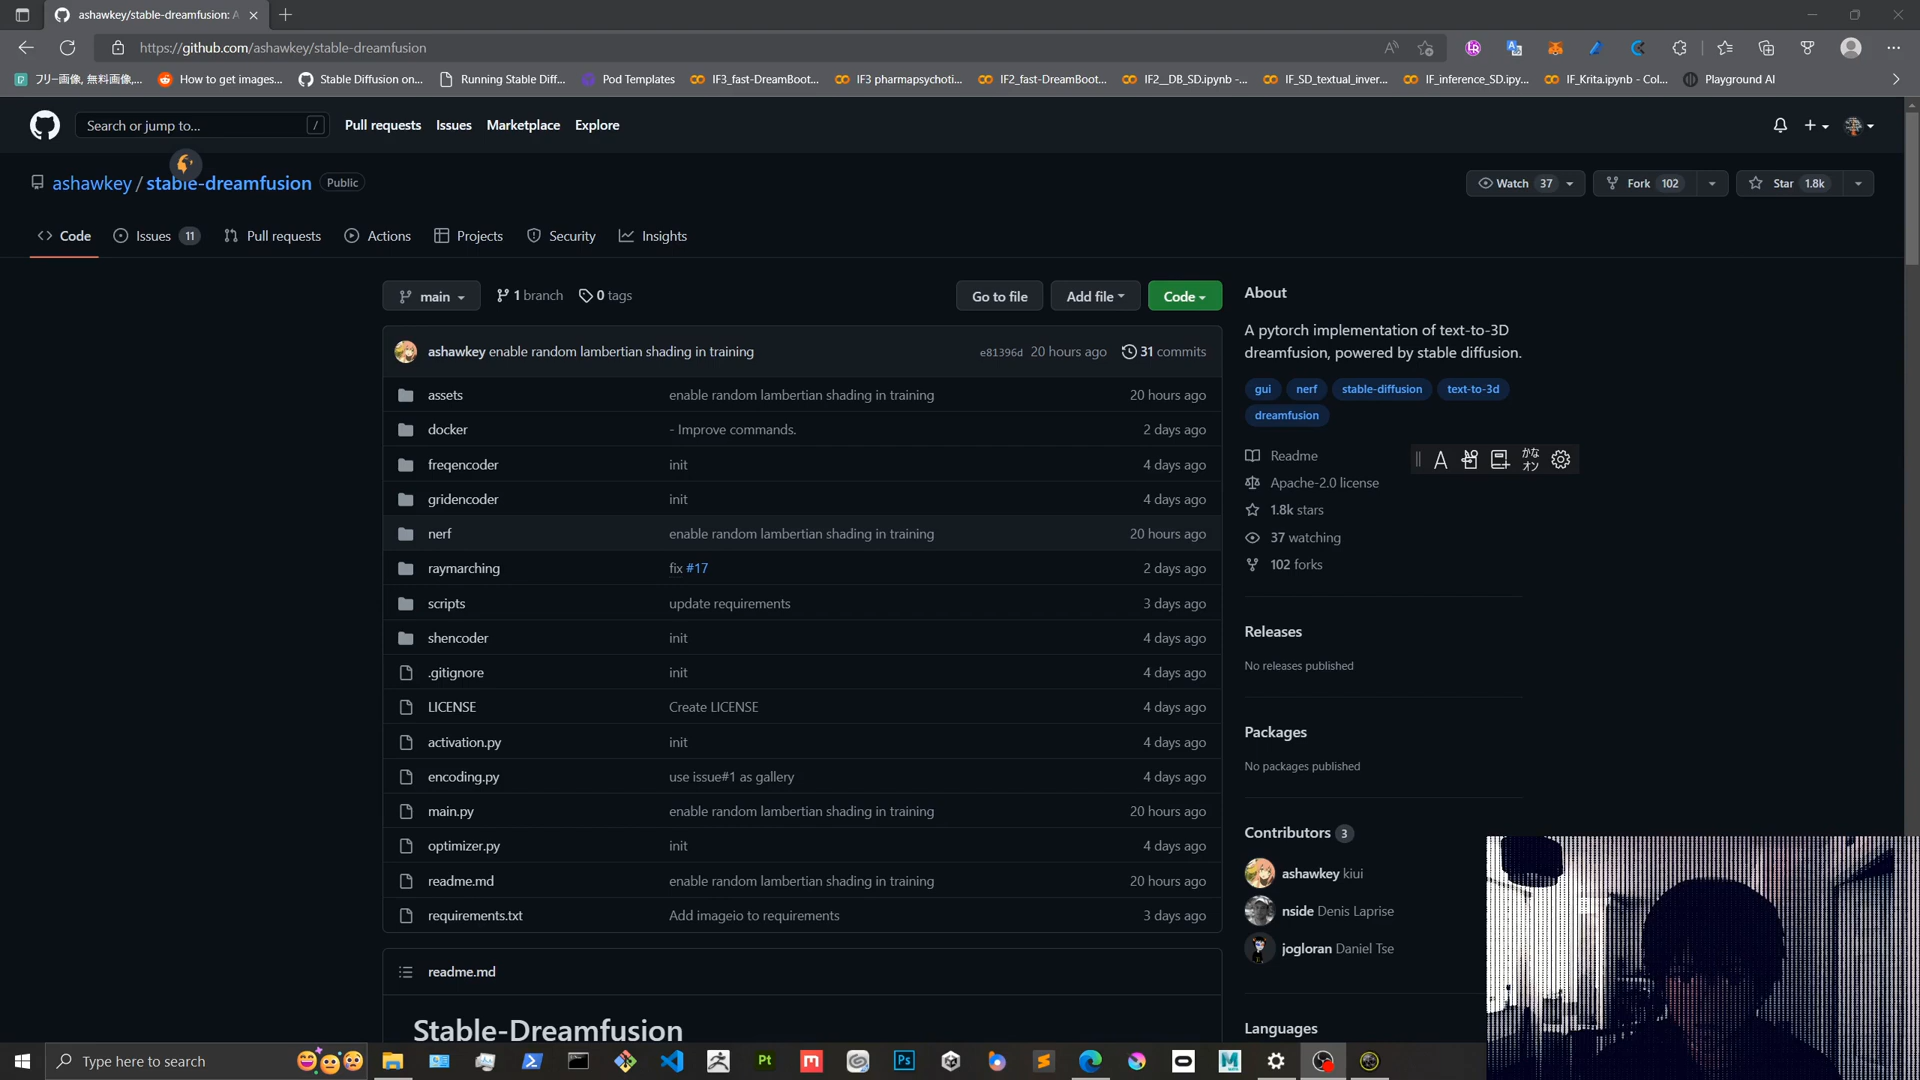 ashawkey/stable-dreamfusion: A
https://github.com/ashawkey/stable-dreamfusion
フリー画像, 無料画像,...
How to get images...
Stable Diffusion on...
Running Stable Diff...
Pod Templates
IF3_fast-DreamBoot...
IF3 pharmapsychoti...
IF2_fast-DreamBoot...
IF2__DB_SD.ipynb -...
IF_SD_textual_inver...
IF_inference_SD.ipy...
IF_Krita.ipynb - Col...
Playground AI
Search or jump to...
/
Pull requests
Issues
Marketplace
Explore
ashawkey / stable-dreamfusion
Public
Watch 37
Fork 102
Star 1.8k
Code
Issues 11
Pull requests
Actions
Projects
Security
Insights
main
1 branch
0 tags
Go to file
Add file
Code
ashawkey enable random lambertian shading in training
e81396d 20 hours ago
31 commits
assets enable random lambertian shading in training 20 hours ago
docker - Improve commands. 2 days ago
freqencoder init 4 days ago
gridencoder init 4 days ago
nerf enable random lambertian shading in training 20 hours ago
raymarching fix #17 2 days ago
scripts update requirements 3 days ago
shencoder init 4 days ago
.gitignore init 4 days ago
LICENSE Create LICENSE 4 days ago
activation.py init 4 days ago
encoding.py use issue#1 as gallery 4 days ago
main.py enable random lambertian shading in training 20 hours ago
optimizer.py init 4 days ago
readme.md enable random lambertian shading in training 20 hours ago
requirements.txt Add imageio to requirements 3 days ago
readme.md
Stable-Dreamfusion
About
A pytorch implementation of text-to-3D
dreamfusion, powered by stable diffusion.
gui nerf stable-diffusion text-to-3d
dreamfusion
Readme
A かな
オン
Apache-2.0 license
1.8k stars
37 watching
102 forks
Releases
No releases published
Packages
No packages published
Contributors 3
ashawkey kiui
nside Denis Laprise
jogloran Daniel Tse
Languages
Type here to search
Pt
Ps